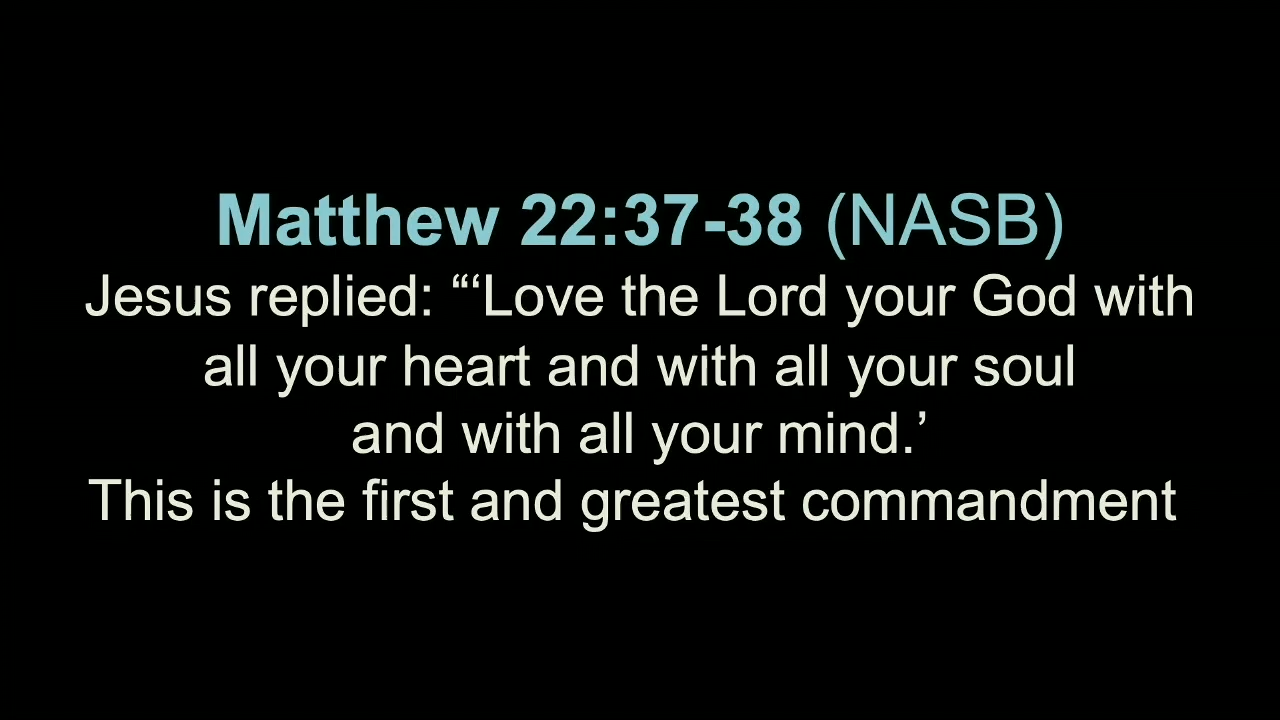 Matthew 22:37-38 (NASB)
Jesus replied: “‘Love the Lord your God with
all your heart and with all your soul
and with all your mind.’
This is the first and greatest commandment